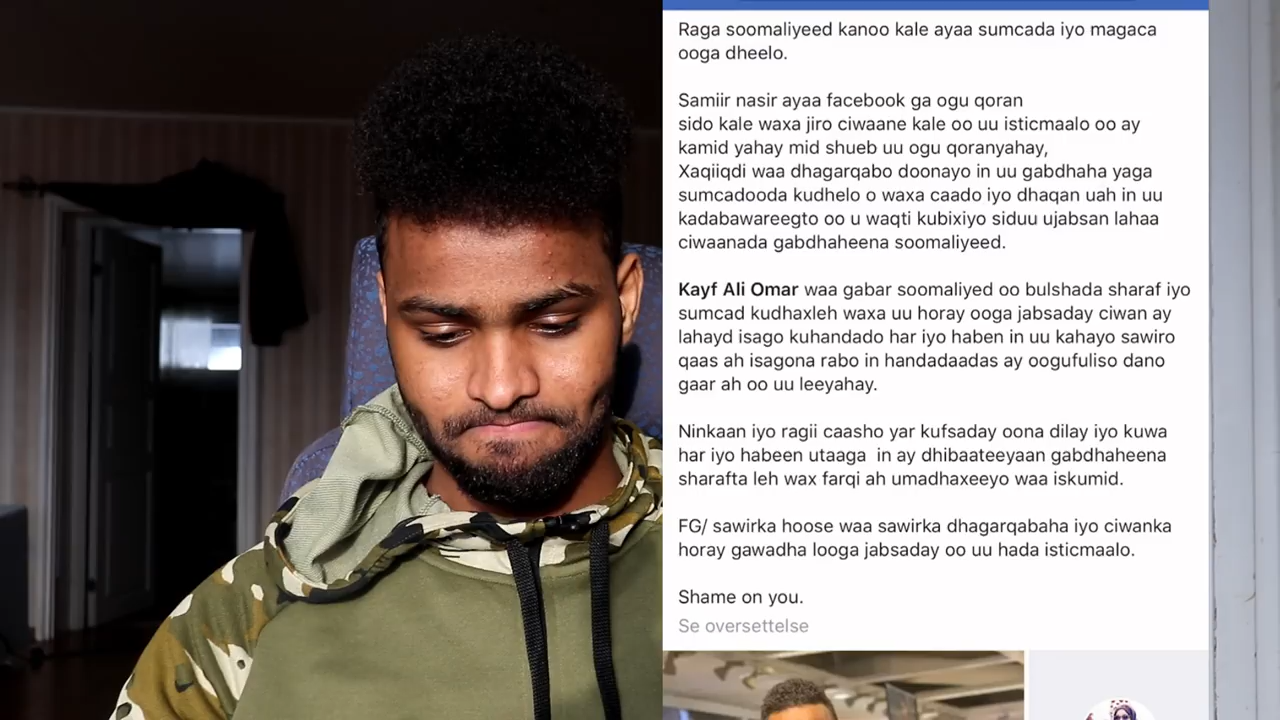 Raga soomaliyeed kanoo kale ayaa sumcada iyo magaca
ooga dheelo.
Samiir nasir ayaa facebook ga ogu qoran
sido kale waxa jiro ciwaane kale oo uu isticmaalo oo ay
kamid yahay mid shueb uu ogu qoranyahay,
Xaqiiqdi waa dhagarqabo doonayo in uu gabdhaha yaga
sumcadooda kudhelo o waxa caado iyo dhaqan uah in uu
kadabawareegto oo u waqti kubixiyo siduu ujabsan lahaa
ciwaanada gabdhaheena soomaliyeed.
Kayf Ali Omar waa gabar soomaliyed oo bulshada sharaf iyo
sumcad kudhaxleh waxa uu horay ooga jabsaday ciwan ay
lahayd isago kuhandado har iyo haben in uu kahayo sawiro
qaas ah isagona rabo in handadaadas ay oogufuliso dano
gaar ah oo uu leeyahay.
Ninkaan iyo ragii caasho yar kufsaday oona dilay iyo kuwa
har iyo habeen utaaga in ay dhibaateeyaan gabdhaheena
sharafta leh wax farqi ah umadhaxeeyo waa iskumid.
FG/ sawirka hoose waa sawirka dhagarqabaha iyo ciwanka
horay gawadha looga jabsaday oo uu hada isticmaalo.
Shame on you.
Se oversettelse